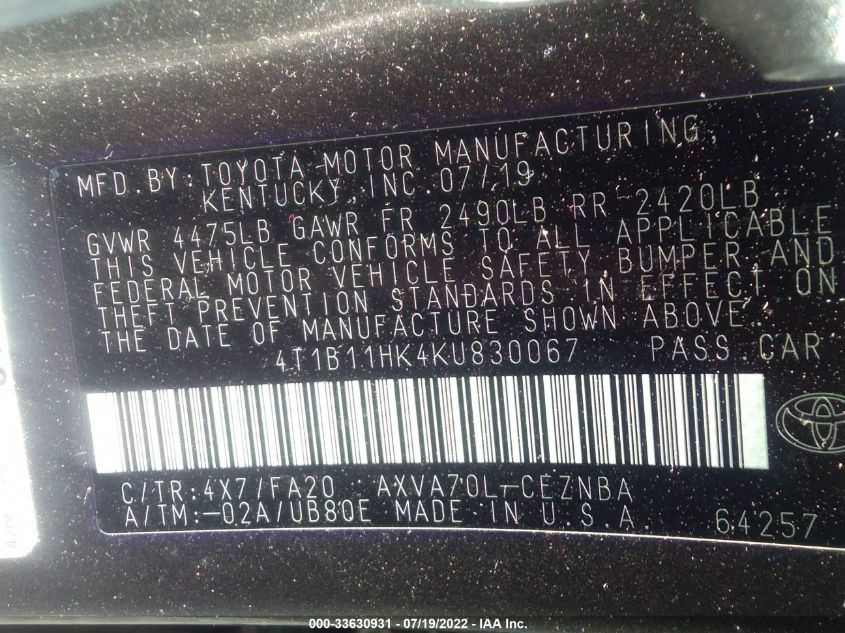 MFD. BY: TOYOTA MOTOR MANUFACTURING,
KENTUCKY, INC. 07/19
GVWR 4475LB GAWR FR 2490LB RR 2420LB
THIS VEHICLE CONFORMS TO ALL APPLICABLE
FEDERAL MOTOR VEHICLE SAFETY BUMPER AND
THEFT PREVENTION STANDARDS IN EFFECT ON
THE DATE OF MANUFACTURE SHOWN ABOVE.
4T1B11HK4KU830067 PASS. CAR
C/TR: 4X7/FA20 AXVA70L-CEZNBA
A/TM: -02A/UB80E MADE IN U.S.A. 64257
000-33630931 - 07/19/2022 - IAA Inc.